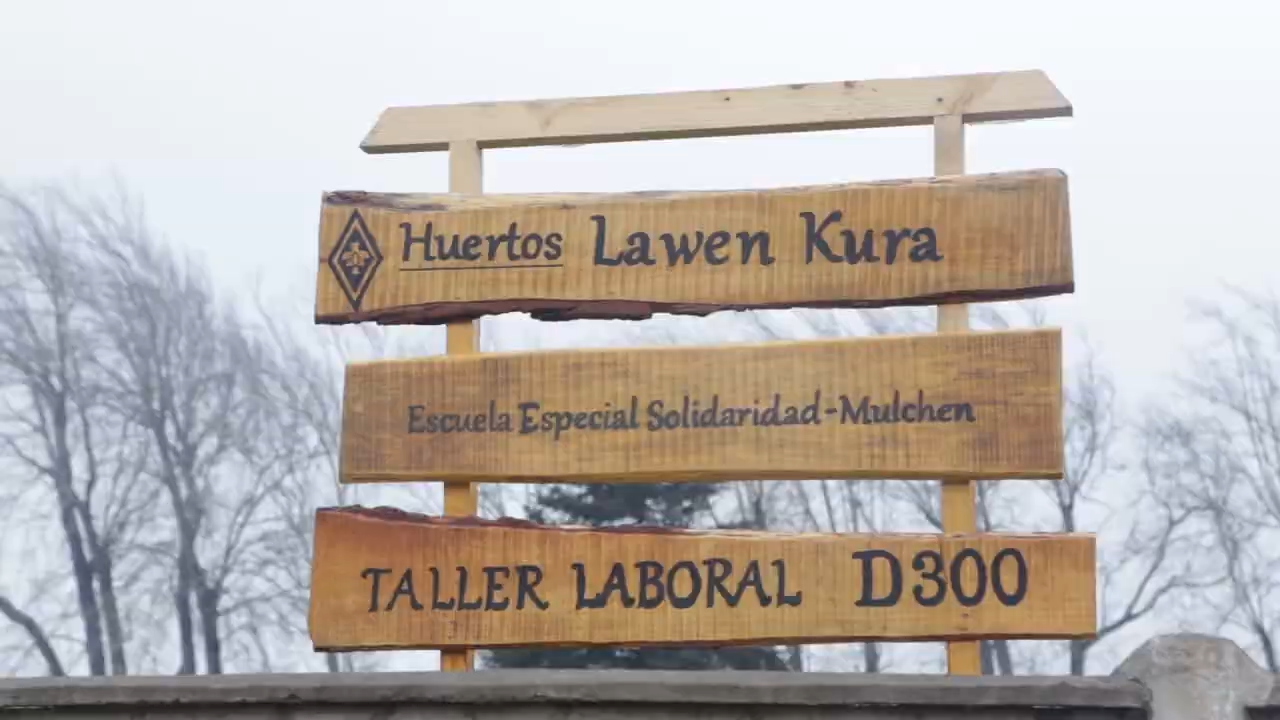 Huertos Lawen Kura
Escuela Especial Solidaridad-Mulchen
TALLER LABORAL D300